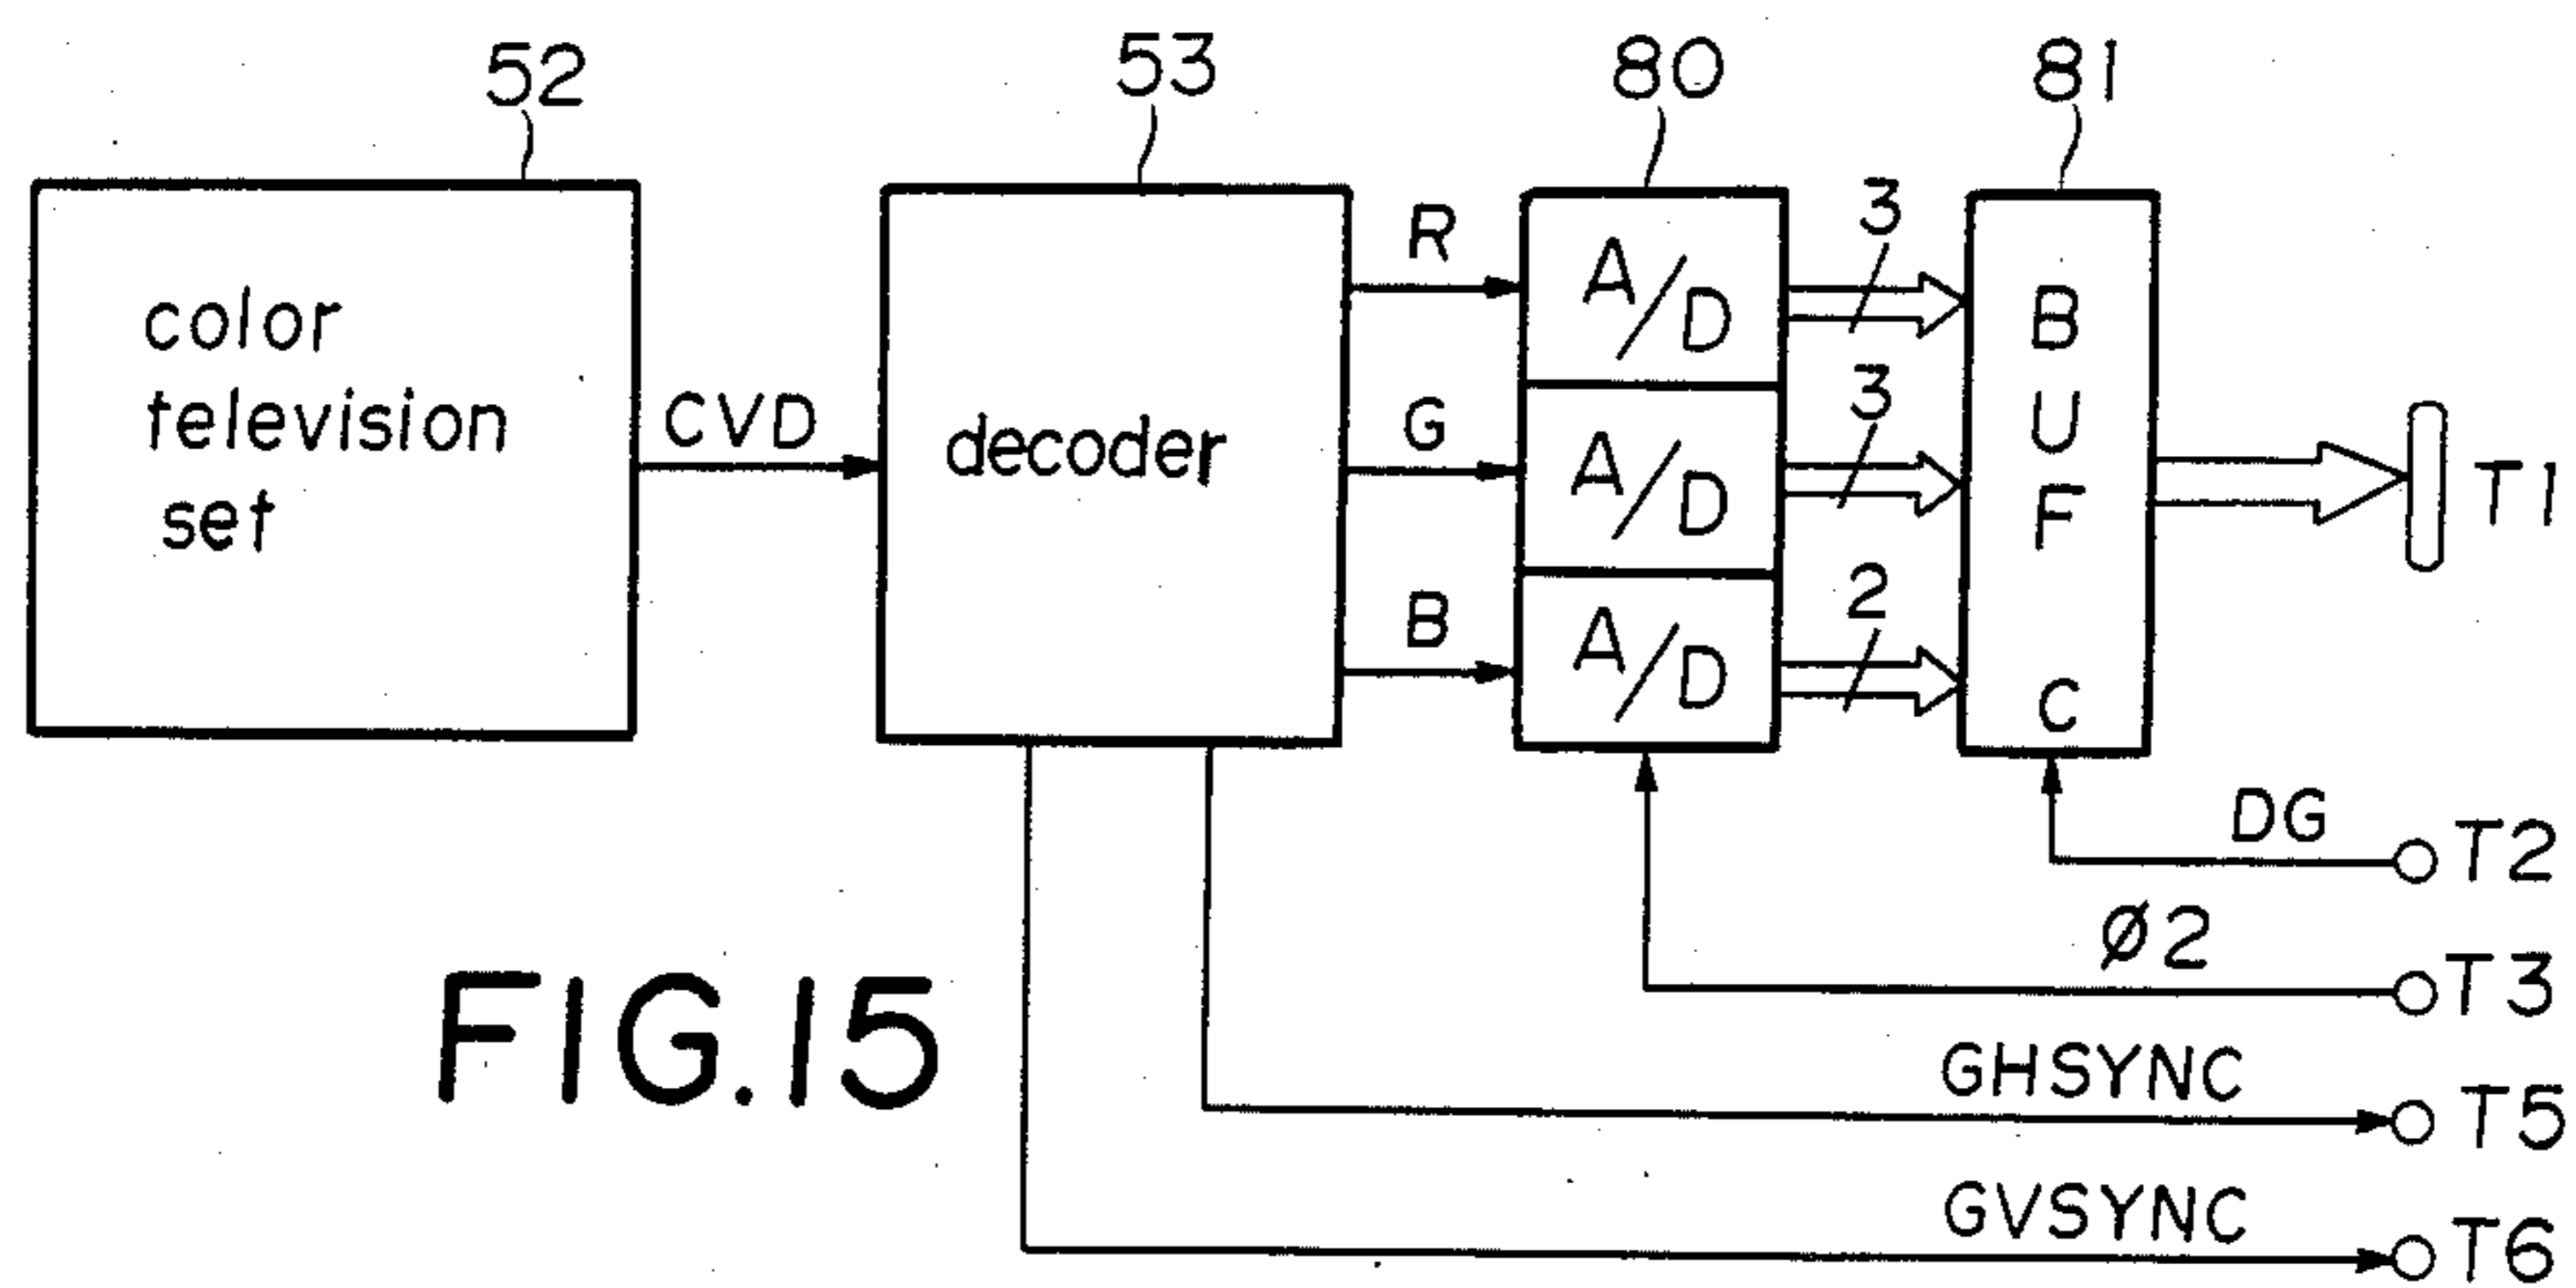 52
53
80
81
color
television
set
CVD
decoder
R
G
B
A/D
A/D
A/D
3
3
2
B
U
F
C
T1
DG
T2
Ø2
T3
GHSYNC
T5
GVSYNC
T6
FIG.15